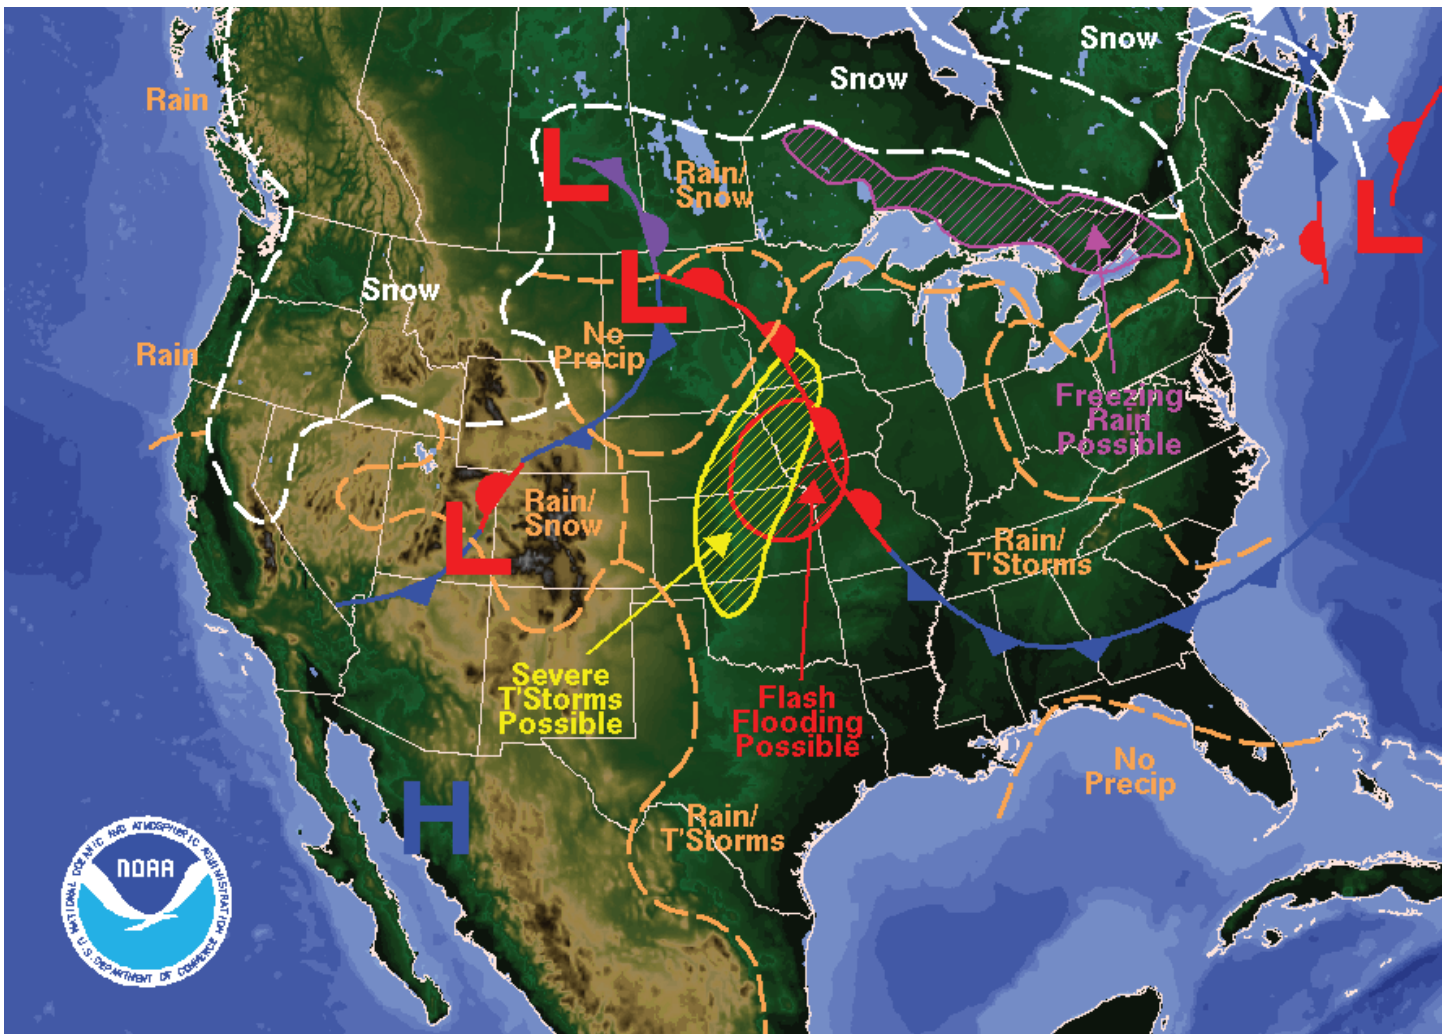 Snow
Snow
Rain
Rain/
Snow
Snow
Rain
No
Precip
Freezing
Rain
Possible
Rain/
Snow
Rain/
T'Storms
Severe
T'Storms
Possible
Flash
Flooding
Possible
No
Precip
H
Rain/
T'Storms
L
L
L
L
NATIONAL OCEANIC AND ATMOSPHERIC ADMINISTRATION
NOAA
U.S. DEPARTMENT OF COMMERCE